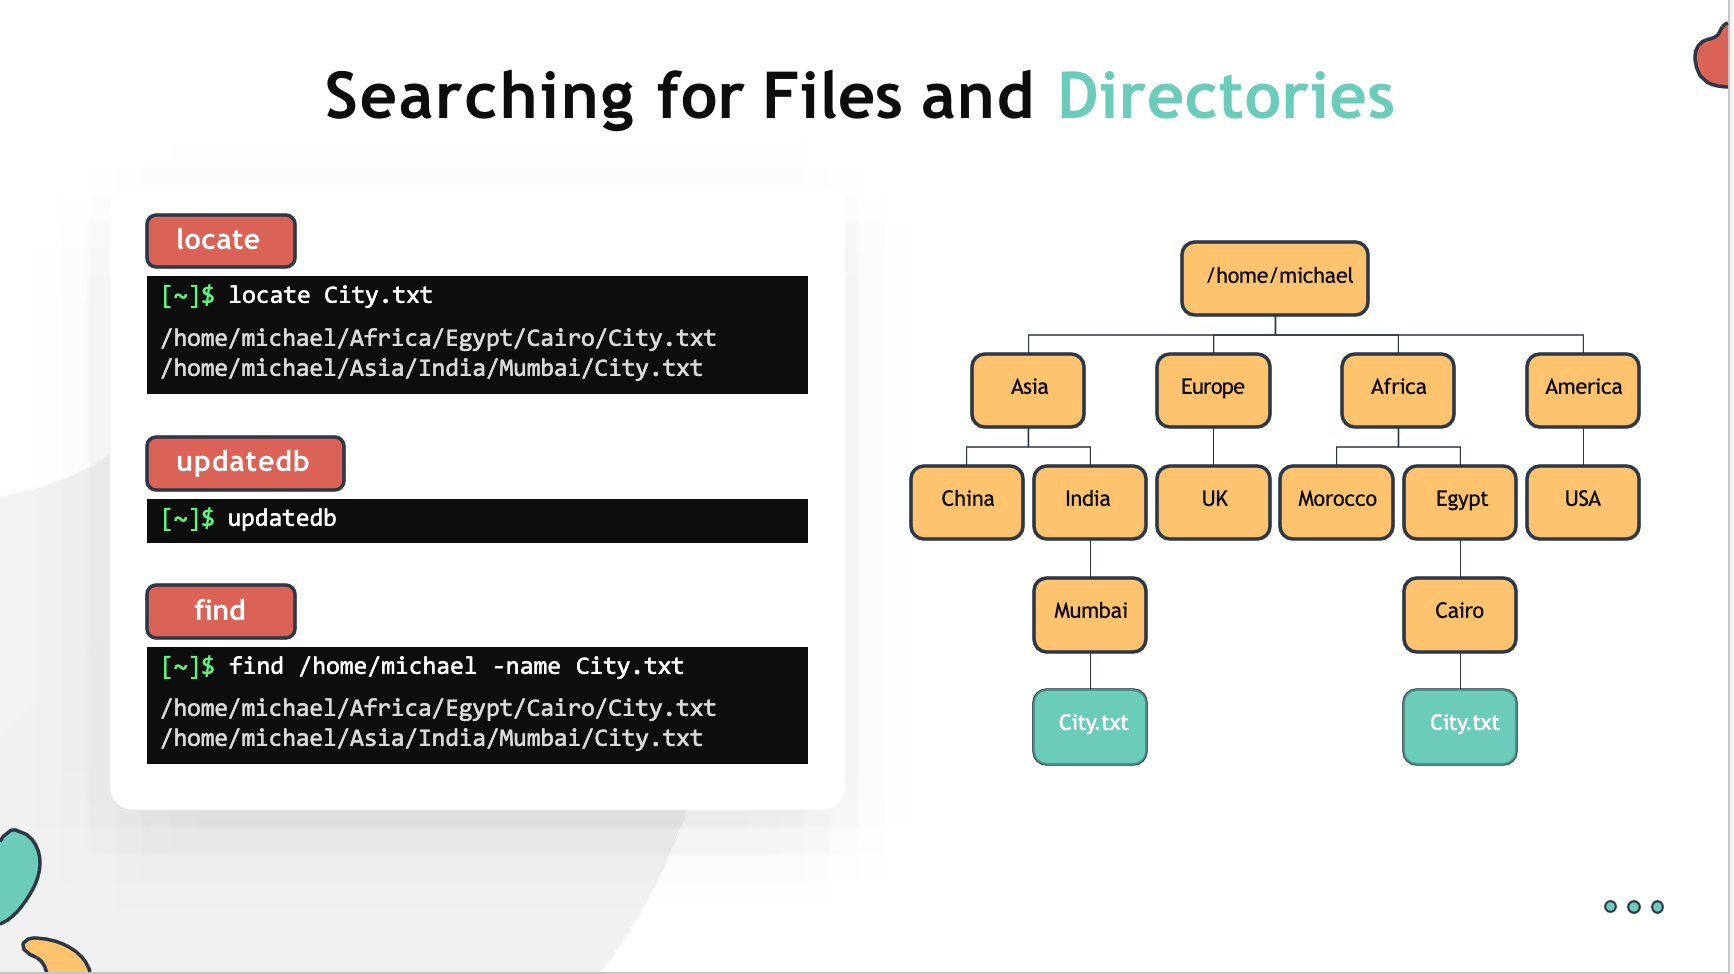 Searching for Files and Directories
locate
[~]$ locate City.txt
/home/michael/Africa/Egypt/Cairo/City.txt
/home/michael/Asia/India/Mumbai/City.txt
updatedb
[~]$ updatedb
find
[~]$ find /home/michael -name City.txt
/home/michael/Africa/Egypt/Cairo/City.txt
/home/michael/Asia/India/Mumbai/City.txt
/home/michael
Asia Europe Africa America
China India UK Morocco Egypt USA
Mumbai Cairo
City.txt City.txt